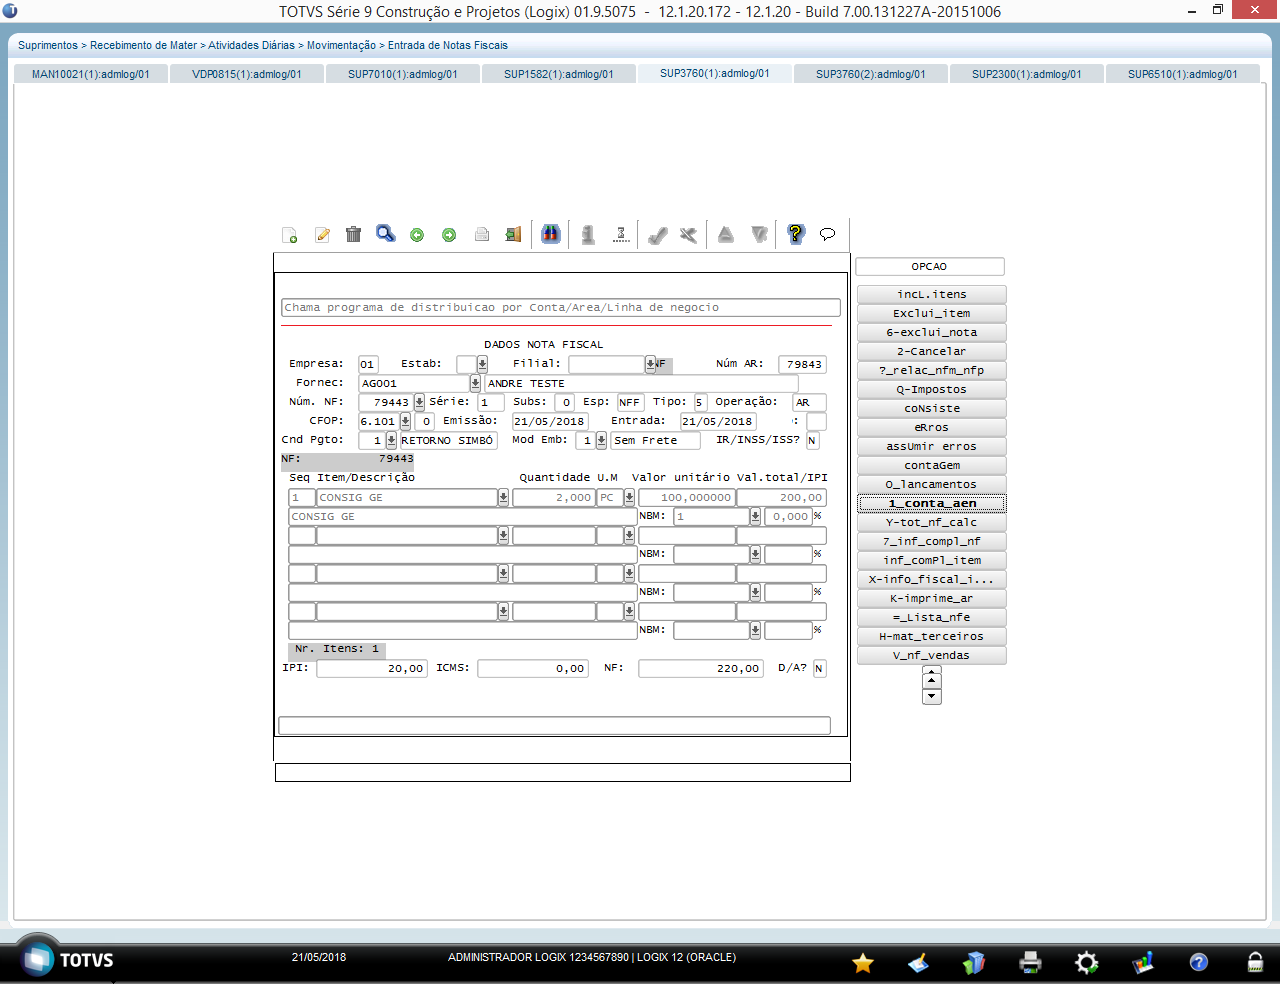 TOTVS Série 9 Construção e Projetos (Logix) 01.9.5075 - 12.1.20.172 - 12.1.20 - Build 7.00.131227A-20151006
Suprimentos > Recebimento de Mater > Atividades Diárias > Movimentação > Entrada de Notas Fiscais
MAN10021(1):admlog/01 VDP0815(1):admlog/01 SUP7010(1):admlog/01 SUP1582(1):admlog/01 SUP3760(1):admlog/01 SUP3760(2):admlog/01 SUP2300(1):admlog/01 SUP6510(1):admlog/01
Chama programa de distribuicao por Conta/Area/Linha de negocio
DADOS NOTA FISCAL
Empresa: 01 Estab: Filial: NF Núm AR: 79843
Fornec: AG001 ANDRE TESTE
Núm. NF: 79443 Série: 1 Subs: 0 Esp: NFF Tipo: 5 Operação: AR
CFOP: 6.101 0 Emissão: 21/05/2018 Entrada: 21/05/2018 :
Cnd Pgto: 1 RETORNO SIMBÓ Mod Emb: 1 Sem Frete IR/INSS/ISS? N
NF: 79443
Seq Item/Descrição Quantidade U.M Valor unitário Val.total/IPI
1 CONSIG GE 2,000 PC 100,000000 200,00
CONSIG GE NBM: 1 0,000 %
NBM: %
NBM: %
NBM: %
Nr. Itens: 1
IPI: 20,00 ICMS: 0,00 NF: 220,00 D/A? N
OPCAO
incL.itens
Exclui_item
6-exclui_nota
2-Cancelar
?_relac_nfm_nfp
Q-Impostos
coNsiste
eRros
assUmir erros
contaGem
O_lancamentos
1_conta_aen
Y-tot_nf_calc
7_inf_compl_nf
inf_comPl_item
X-info_fiscal_i...
K-imprime_ar
=_Lista_nfe
H-mat_terceiros
V_nf_vendas
TOTVS 21/05/2018 ADMINISTRADOR LOGIX 1234567890 | LOGIX 12 (ORACLE)